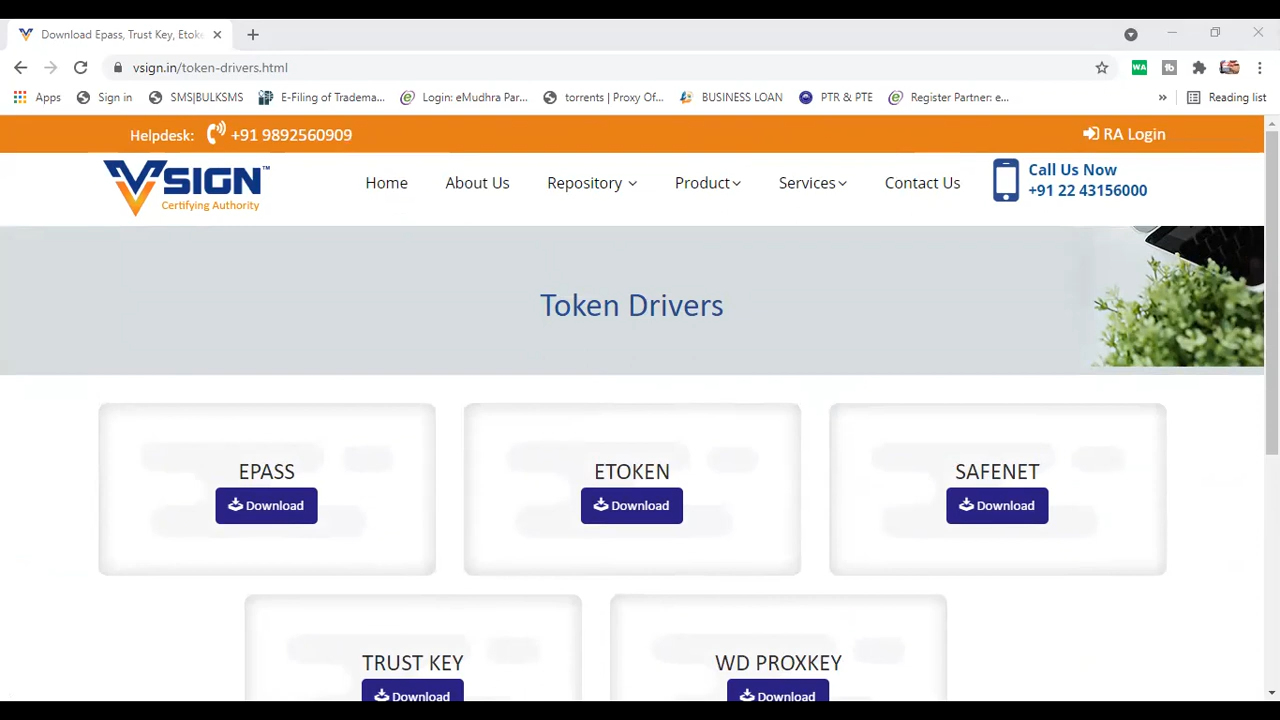 Download Epass, Trust Key, Etok
vsign.in/token-drivers.html
WA
Apps Sign in SMS|BULKSMS E-Filing of Tradema... Login: eMudhra Par... torrents | Proxy Of... BUSINESS LOAN PTR & PTE Register Partner: e... » Reading list
Helpdesk: +91 9892560909 RA Login
VSIGN™
Certifying Authority
Home About Us Repository Product Services Contact Us
Call Us Now
+91 22 43156000
Token Drivers
EPASS ETOKEN SAFENET
Download Download Download
TRUST KEY WD PROXKEY
Download Download